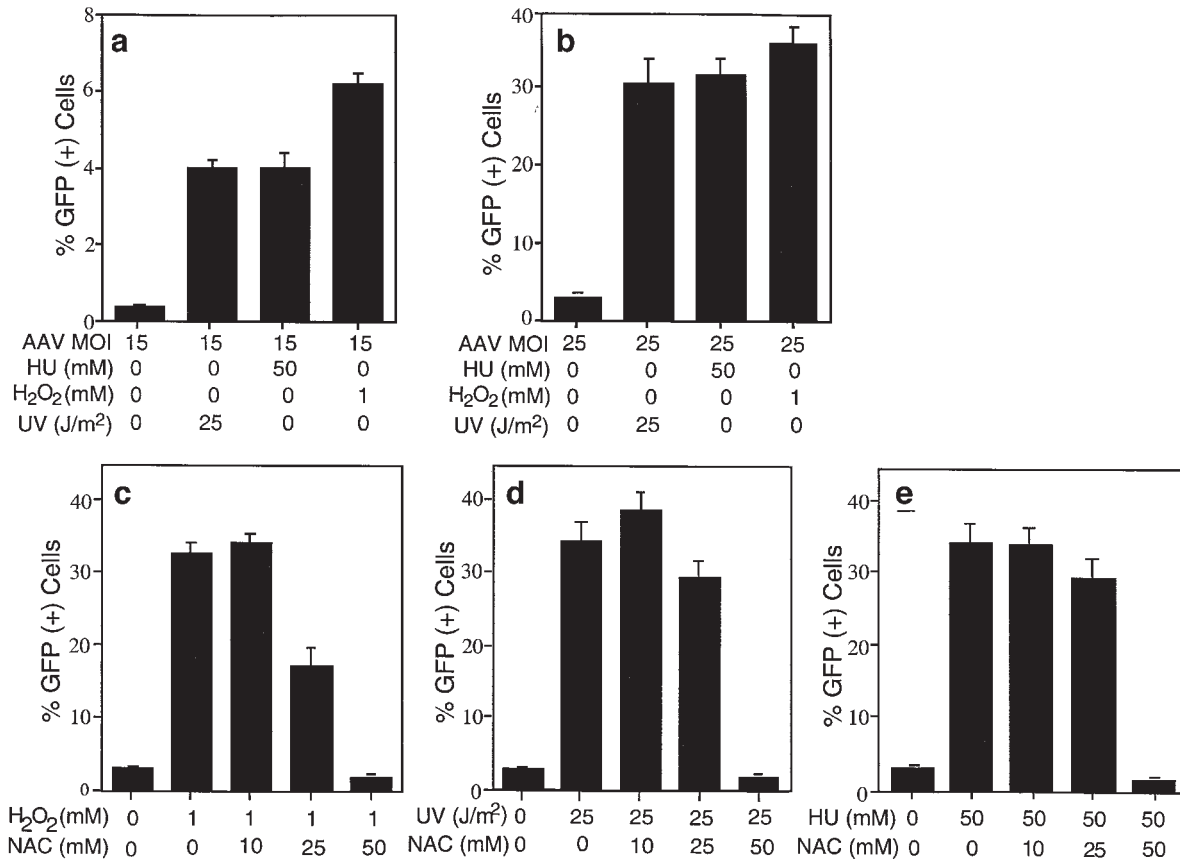 a
% GFP (+) Cells
8
6
4
2
0
AAV MOI 15 15 15 15
HU (mM) 0 0 50 0
H₂O₂ (mM) 0 0 0 1
UV (J/m²) 0 25 0 0
b
% GFP (+) Cells
40
30
20
10
0
AAV MOI 25 25 25 25
HU (mM) 0 0 50 0
H₂O₂ (mM) 0 0 0 1
UV (J/m²) 0 25 0 0
c
% GFP (+) Cells
40
30
20
10
0
H₂O₂ (mM) 0 1 1 1 1
NAC (mM) 0 0 10 25 50
d
% GFP (+) Cells
40
30
20
10
0
UV (J/m²) 0 25 25 25 25
NAC (mM) 0 0 10 25 50
e
% GFP (+) Cells
40
30
20
10
0
HU (mM) 0 50 50 50 50
NAC (mM) 0 0 10 25 50